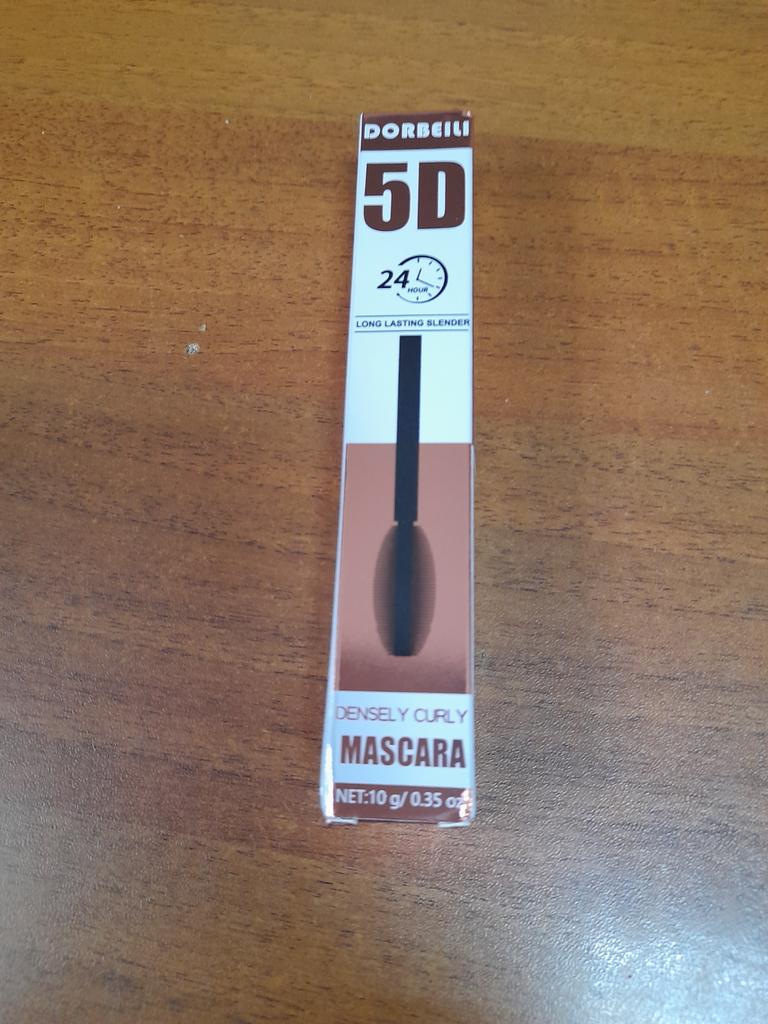 DORBEILI
5D
24
HOUR
LONG LASTING SLENDER
DENSELY CURLY
MASCARA
NET:10 g/ 0.35 oz